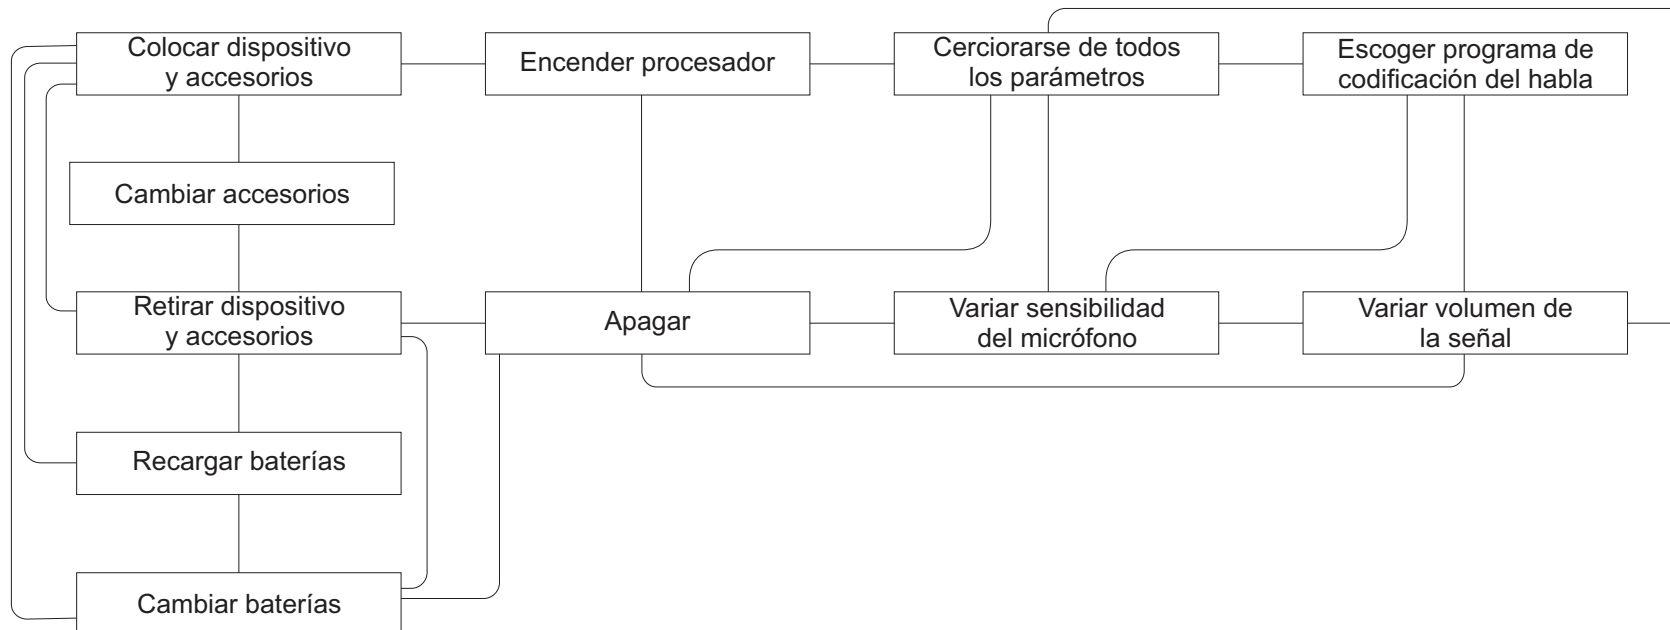 Colocar dispositivo
y accesorios
Encender procesador
Cerciorarse de todos
los parámetros
Escoger programa de
codificación del habla
Cambiar accesorios
Retirar dispositivo
y accesorios
Apagar
Variar sensibilidad
del micrófono
Variar volumen de
la señal
Recargar baterías
Cambiar baterías